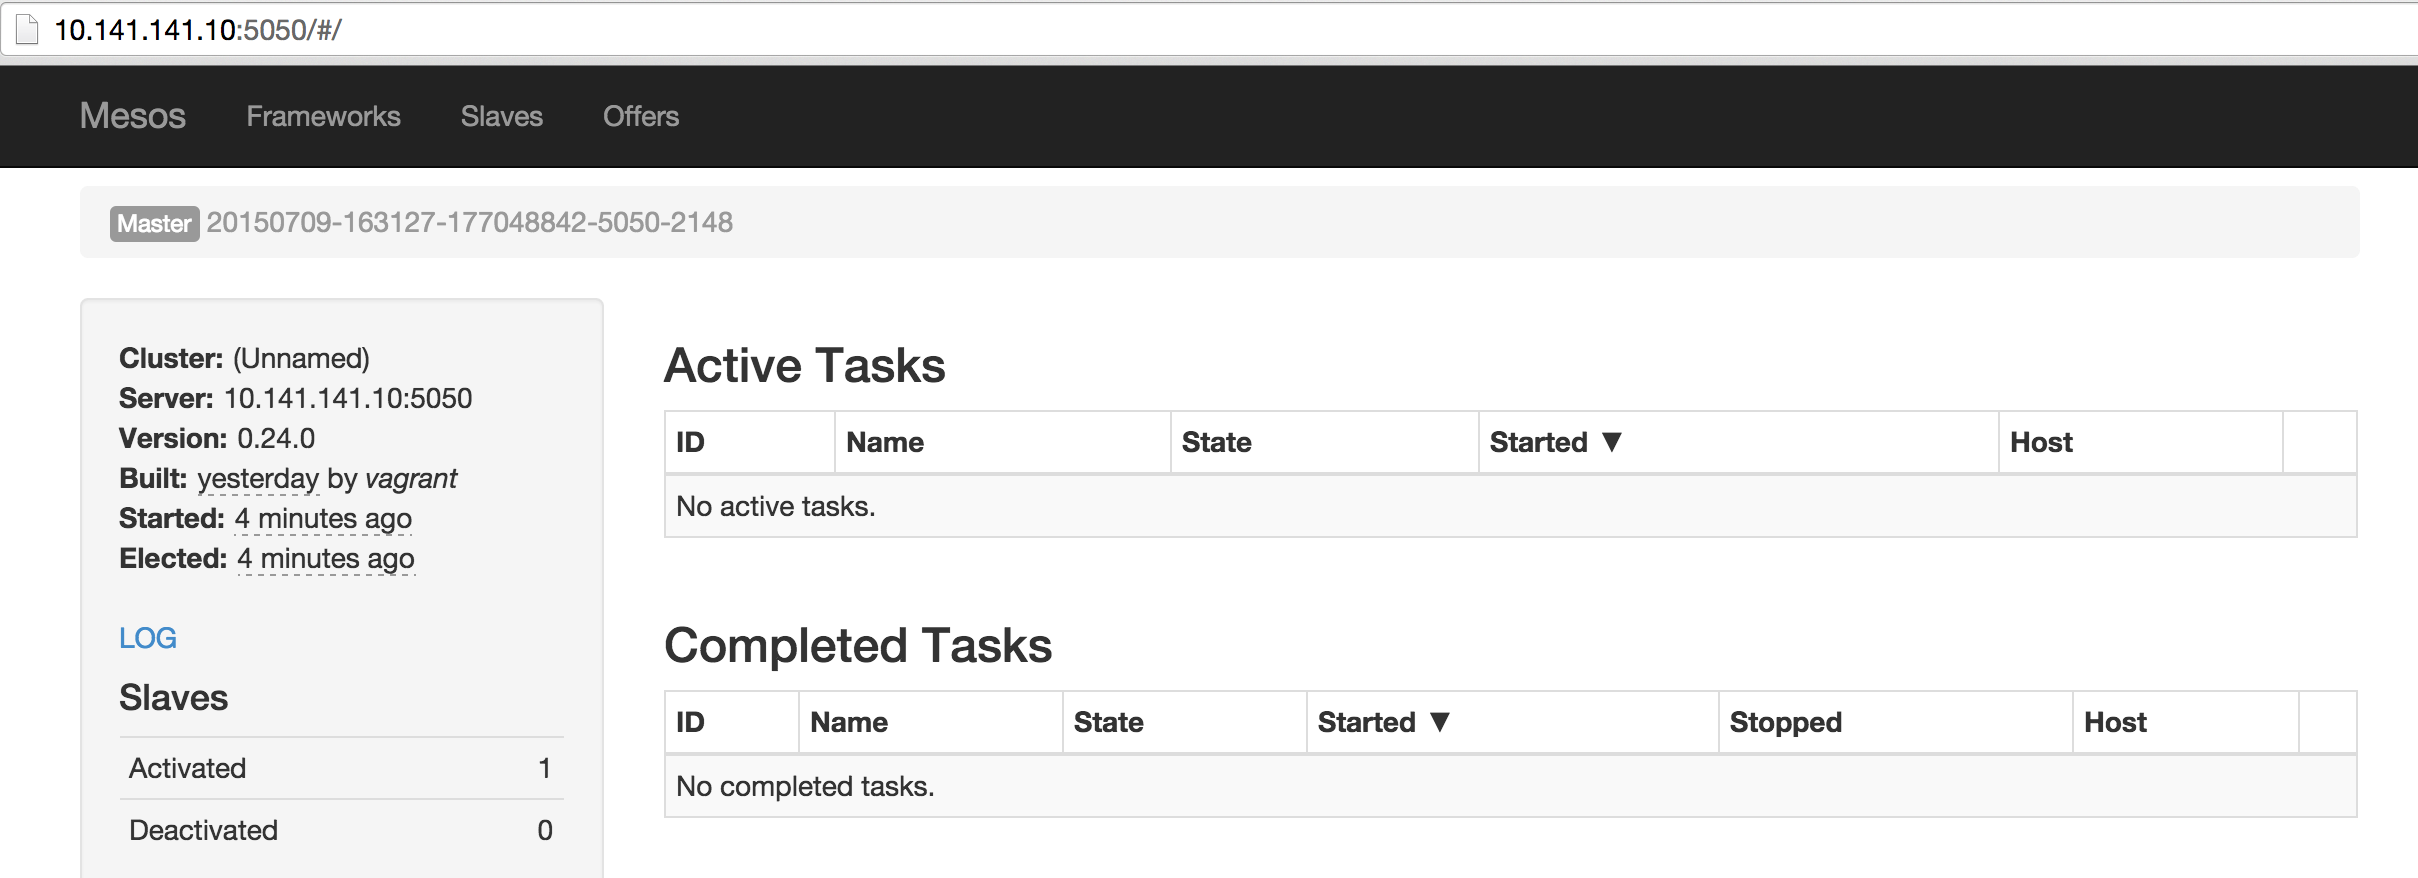 10.141.141.10:5050/#/
Mesos Frameworks Slaves Offers
Master 20150709-163127-177048842-5050-2148
Cluster: (Unnamed)
Server: 10.141.141.10:5050
Version: 0.24.0
Built: yesterday by vagrant
Started: 4 minutes ago
Elected: 4 minutes ago
LOG
Slaves
Activated 1
Deactivated 0
Active Tasks
ID Name State Started ▼ Host
No active tasks.
Completed Tasks
ID Name State Started ▼ Stopped Host
No completed tasks.